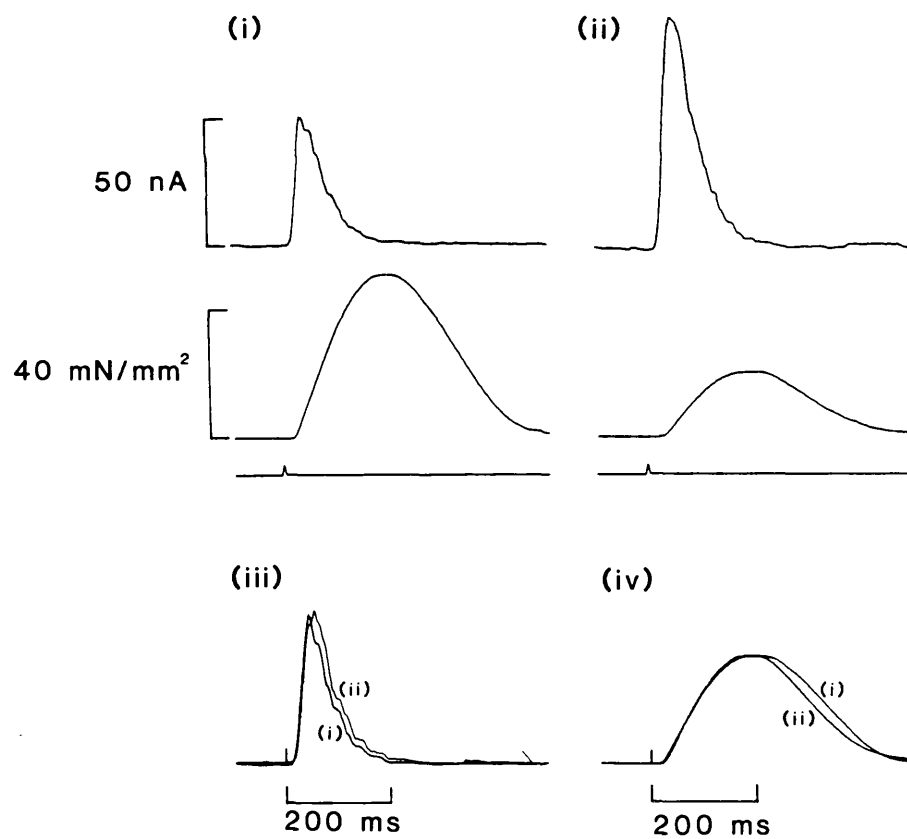 (i) (ii)
50 nA
40 mN/mm²
(iii) (iv)
(ii)
(i)
(i)
(ii)
200 ms 200 ms